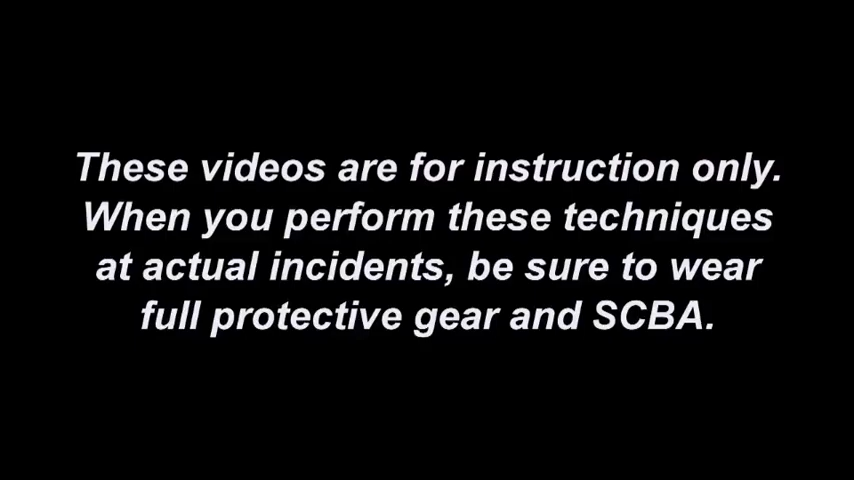 These videos are for instruction only.
When you perform these techniques
at actual incidents, be sure to wear
full protective gear and SCBA.